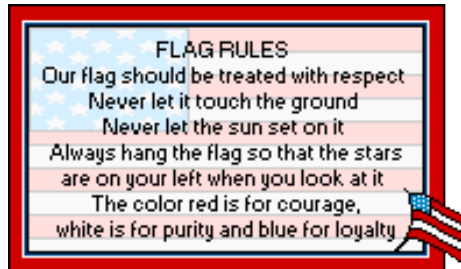 FLAG RULES
Our flag should be treated with respect
Never let it touch the ground
Never let the sun set on it
Always hang the flag so that the stars
are on your left when you look at it
The color red is for courage,
white is for purity and blue for loyalty